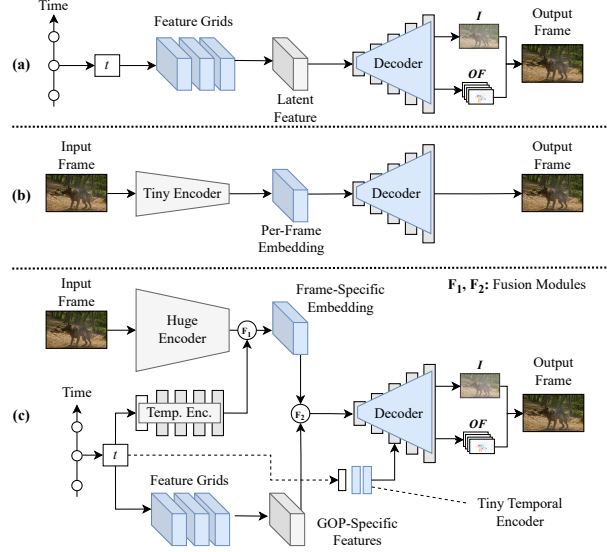 Time
Feature Grids
I
Output
Frame
(a)
t
Decoder
OF
Latent
Feature
Input
Frame
Output
Frame
(b)
Tiny Encoder
Decoder
Per-Frame
Embedding
Input
Frame
Frame-Specific
Embedding
F1, F2: Fusion Modules
Huge
Encoder
F1
I
Output
Frame
Time
Temp. Enc.
(c)
F2
Decoder
OF
t
Feature Grids
GOP-Specific
Features
Tiny Temporal
Encoder